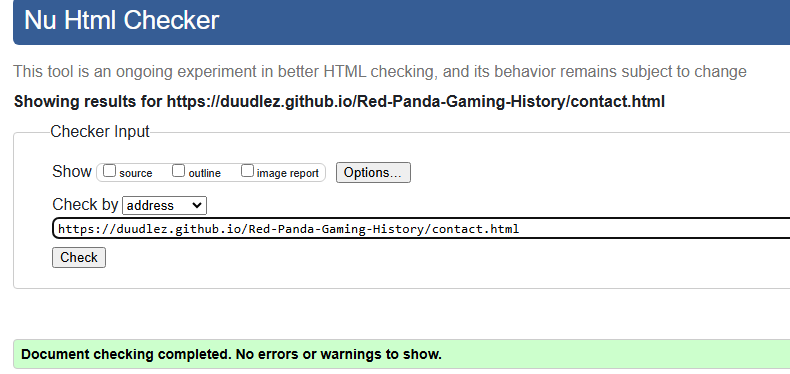 Nu Html Checker
This tool is an ongoing experiment in better HTML checking, and its behavior remains subject to change
Showing results for https://duudlez.github.io/Red-Panda-Gaming-History/contact.html
Checker Input
Show source outline image report Options...
Check by address
https://duudlez.github.io/Red-Panda-Gaming-History/contact.html
Check
Document checking completed. No errors or warnings to show.